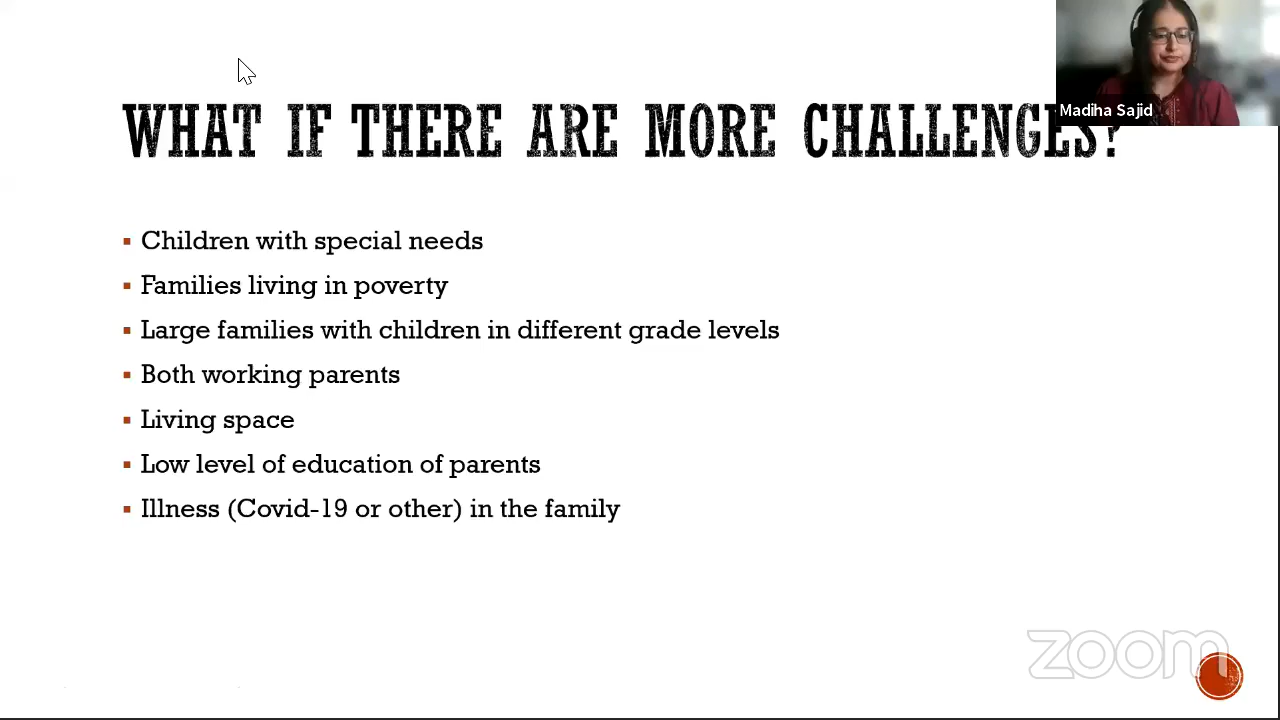 Madiha Sajid
WHAT IF THERE ARE MORE CHALLENGES?
Children with special needs
Families living in poverty
Large families with children in different grade levels
Both working parents
Living space
Low level of education of parents
Illness (Covid-19 or other) in the family
zoom